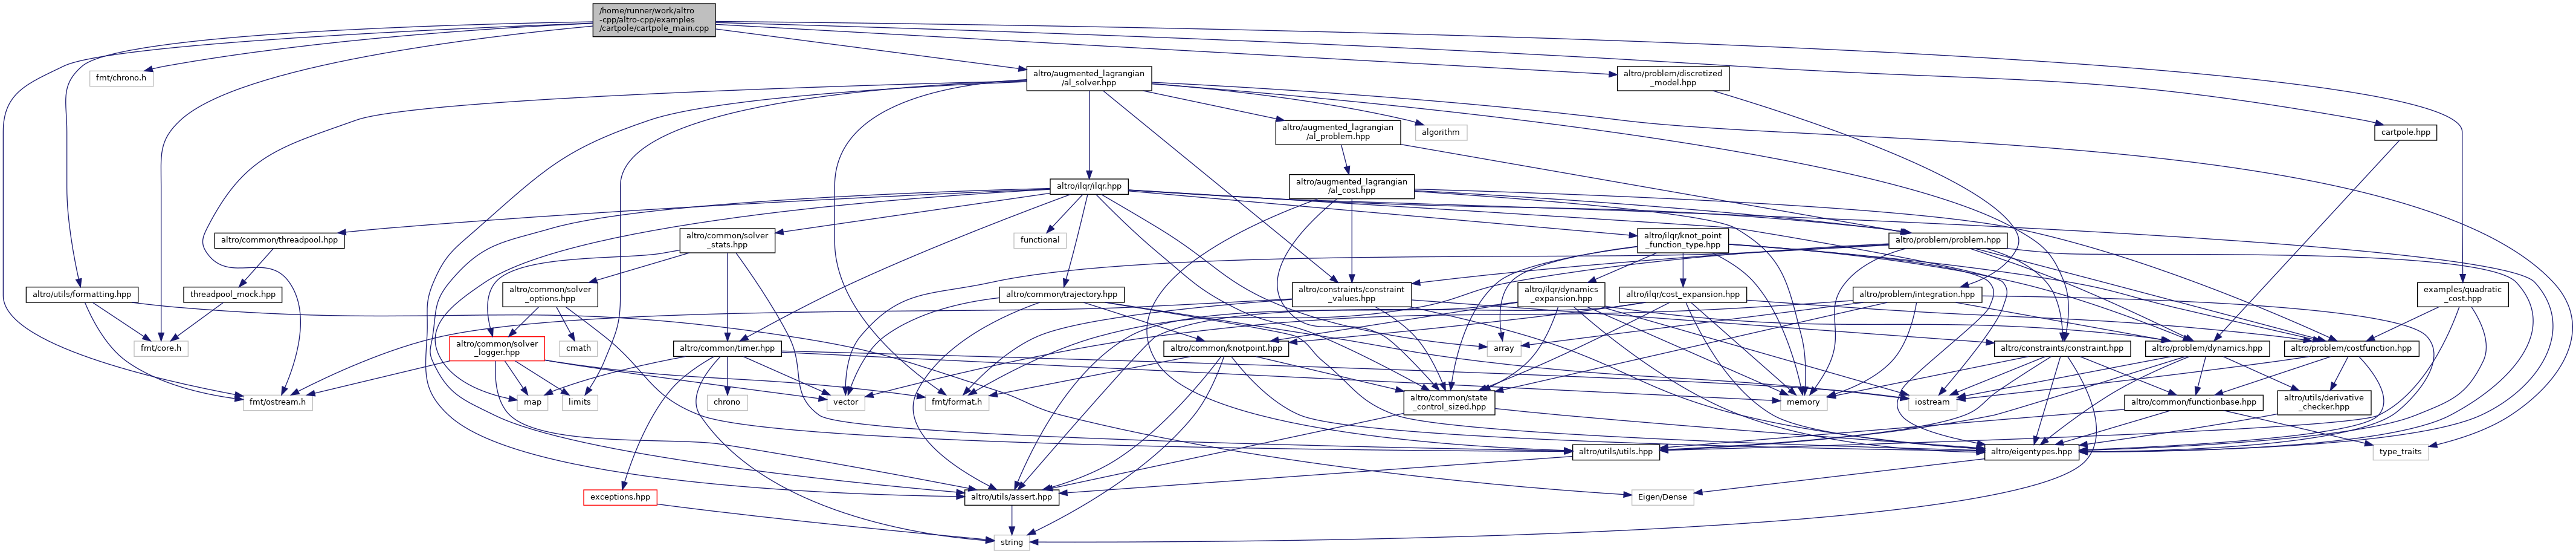 /home/runner/work/altro
-cpp/altro-cpp/examples
/cartpole/cartpole_main.cpp
fmt/chrono.h
altro/augmented_lagrangian
/al_solver.hpp
altro/problem/discretized
_model.hpp
altro/augmented_lagrangian
/al_problem.hpp
algorithm
cartpole.hpp
altro/ilqr/ilqr.hpp
altro/augmented_lagrangian
/al_cost.hpp
altro/common/threadpool.hpp
altro/common/solver
_stats.hpp
functional
altro/ilqr/knot_point
_function_type.hpp
altro/problem/problem.hpp
altro/utils/formatting.hpp
threadpool_mock.hpp
altro/common/solver
_options.hpp
altro/common/trajectory.hpp
altro/constraints/constraint
_values.hpp
altro/ilqr/dynamics
_expansion.hpp
altro/ilqr/cost_expansion.hpp
altro/problem/integration.hpp
examples/quadratic
_cost.hpp
fmt/core.h
altro/common/solver
_logger.hpp
cmath
altro/common/timer.hpp
altro/common/knotpoint.hpp
array
altro/constraints/constraint.hpp
altro/problem/dynamics.hpp
altro/problem/costfunction.hpp
fmt/ostream.h
map
limits
chrono
vector
fmt/format.h
altro/common/state
_control_sized.hpp
memory
iostream
altro/common/functionbase.hpp
altro/utils/derivative
_checker.hpp
altro/utils/utils.hpp
altro/eigentypes.hpp
type_traits
exceptions.hpp
altro/utils/assert.hpp
Eigen/Dense
string